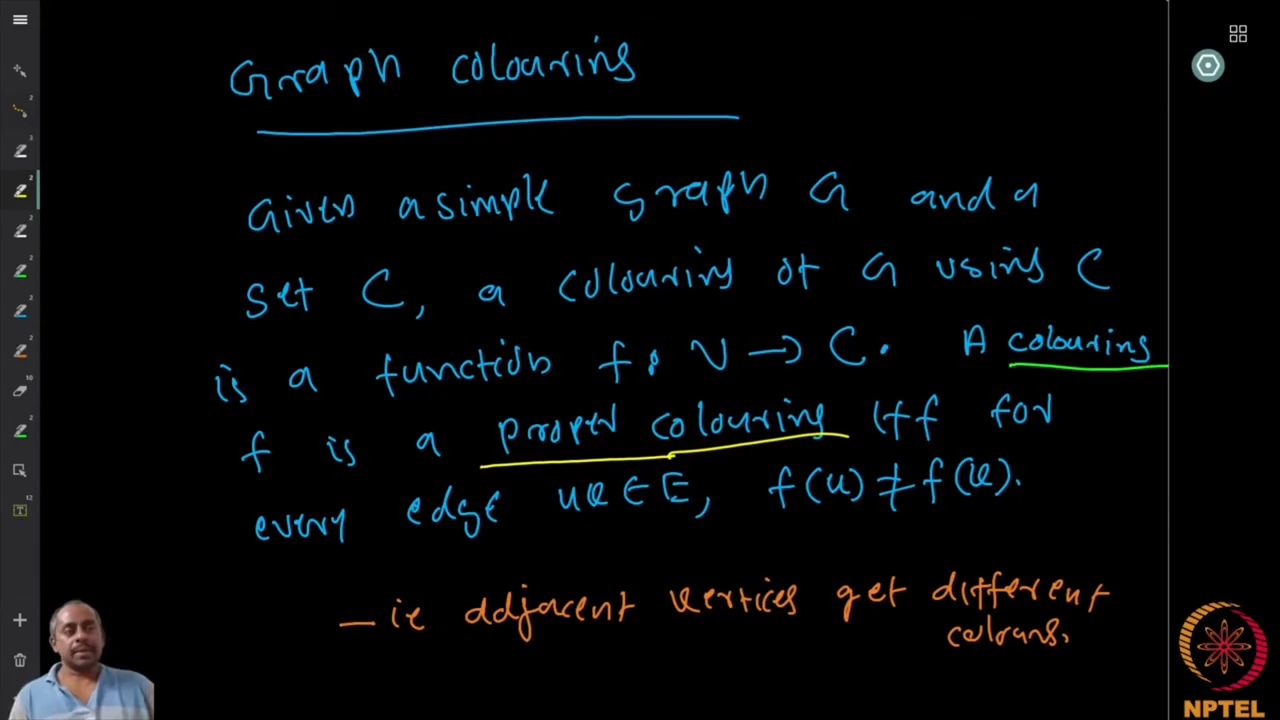 Graph colouring
Given a simple graph G and a
set C, a colouring of G using C
is a function f: V → C. A colouring
f is a proper colouring iff for
every edge uv ∈ E, f(u) ≠ f(v).
— ie adjacent vertices get different
colours.
NPTEL